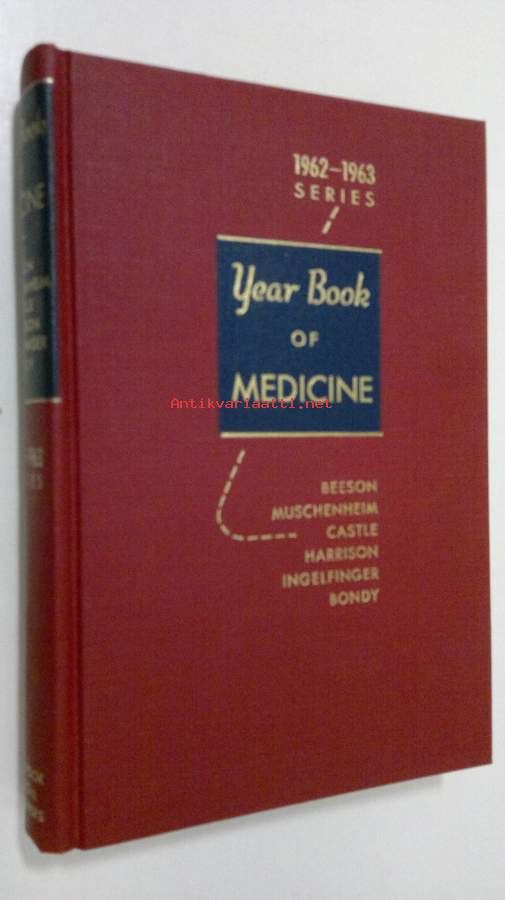 1962-1963
SERIES
Year Book
OF
MEDICINE
Antikvariaatti.net
BEESON
MUSCHENHEIM
CASTLE
HARRISON
INGELFINGER
BONDY